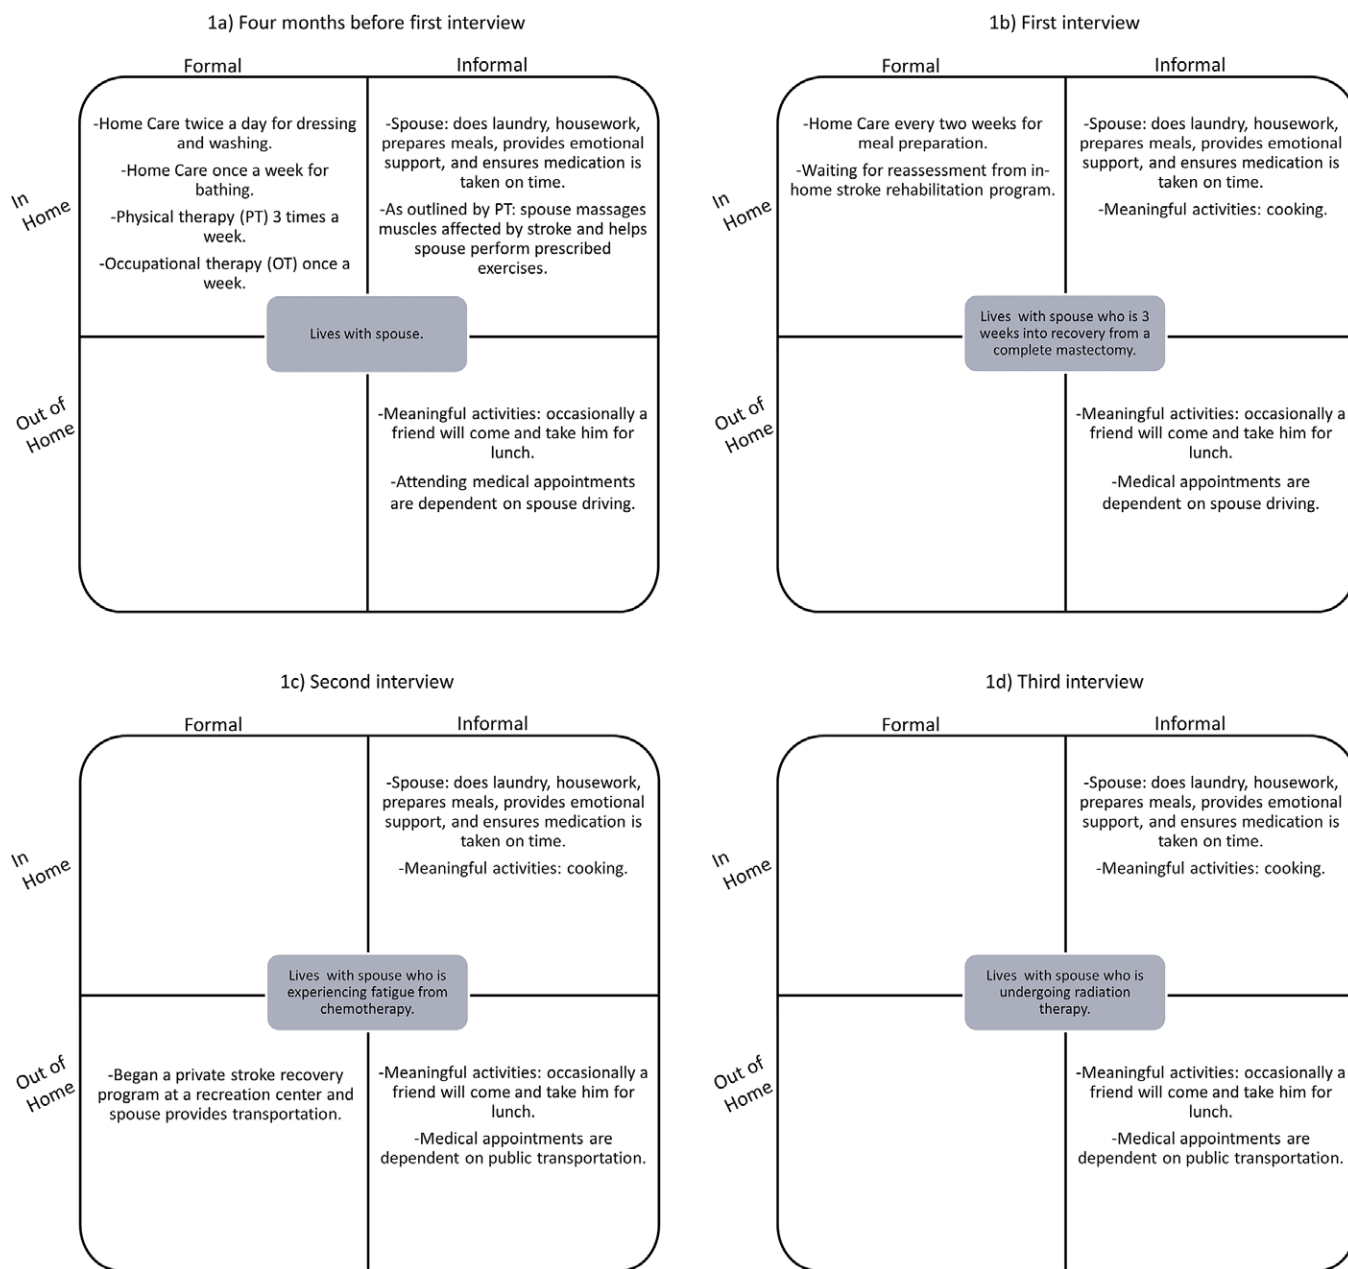 1a) Four months before first interview
Formal
Informal
In
Home
-Home Care twice a day for dressing
and washing.
-Home Care once a week for
bathing.
-Physical therapy (PT) 3 times a
week.
-Occupational therapy (OT) once a
week.
-Spouse: does laundry, housework,
prepares meals, provides emotional
support, and ensures medication is
taken on time.
-As outlined by PT: spouse massages
muscles affected by stroke and helps
spouse perform prescribed
exercises.
Lives with spouse.
Out of
Home
-Meaningful activities: occasionally a
friend will come and take him for
lunch.
-Attending medical appointments
are dependent on spouse driving.
1b) First interview
Formal
Informal
In
Home
-Home Care every two weeks for
meal preparation.
-Waiting for reassessment from in-
home stroke rehabilitation program.
-Spouse: does laundry, housework,
prepares meals, provides emotional
support, and ensures medication is
taken on time.
-Meaningful activities: cooking.
Lives with spouse who is 3
weeks into recovery from a
complete mastectomy.
Out of
Home
-Meaningful activities: occasionally a
friend will come and take him for
lunch.
-Medical appointments are
dependent on spouse driving.
1c) Second interview
Formal
Informal
In
Home
-Spouse: does laundry, housework,
prepares meals, provides emotional
support, and ensures medication is
taken on time.
-Meaningful activities: cooking.
Lives with spouse who is
experiencing fatigue from
chemotherapy.
Out of
Home
-Began a private stroke recovery
program at a recreation center and
spouse provides transportation.
-Meaningful activities: occasionally a
friend will come and take him for
lunch.
-Medical appointments are
dependent on public transportation.
1d) Third interview
Formal
Informal
In
Home
-Spouse: does laundry, housework,
prepares meals, provides emotional
support, and ensures medication is
taken on time.
-Meaningful activities: cooking.
Lives with spouse who is
undergoing radiation
therapy.
Out of
Home
-Meaningful activities: occasionally a
friend will come and take him for
lunch.
-Medical appointments are
dependent on public transportation.